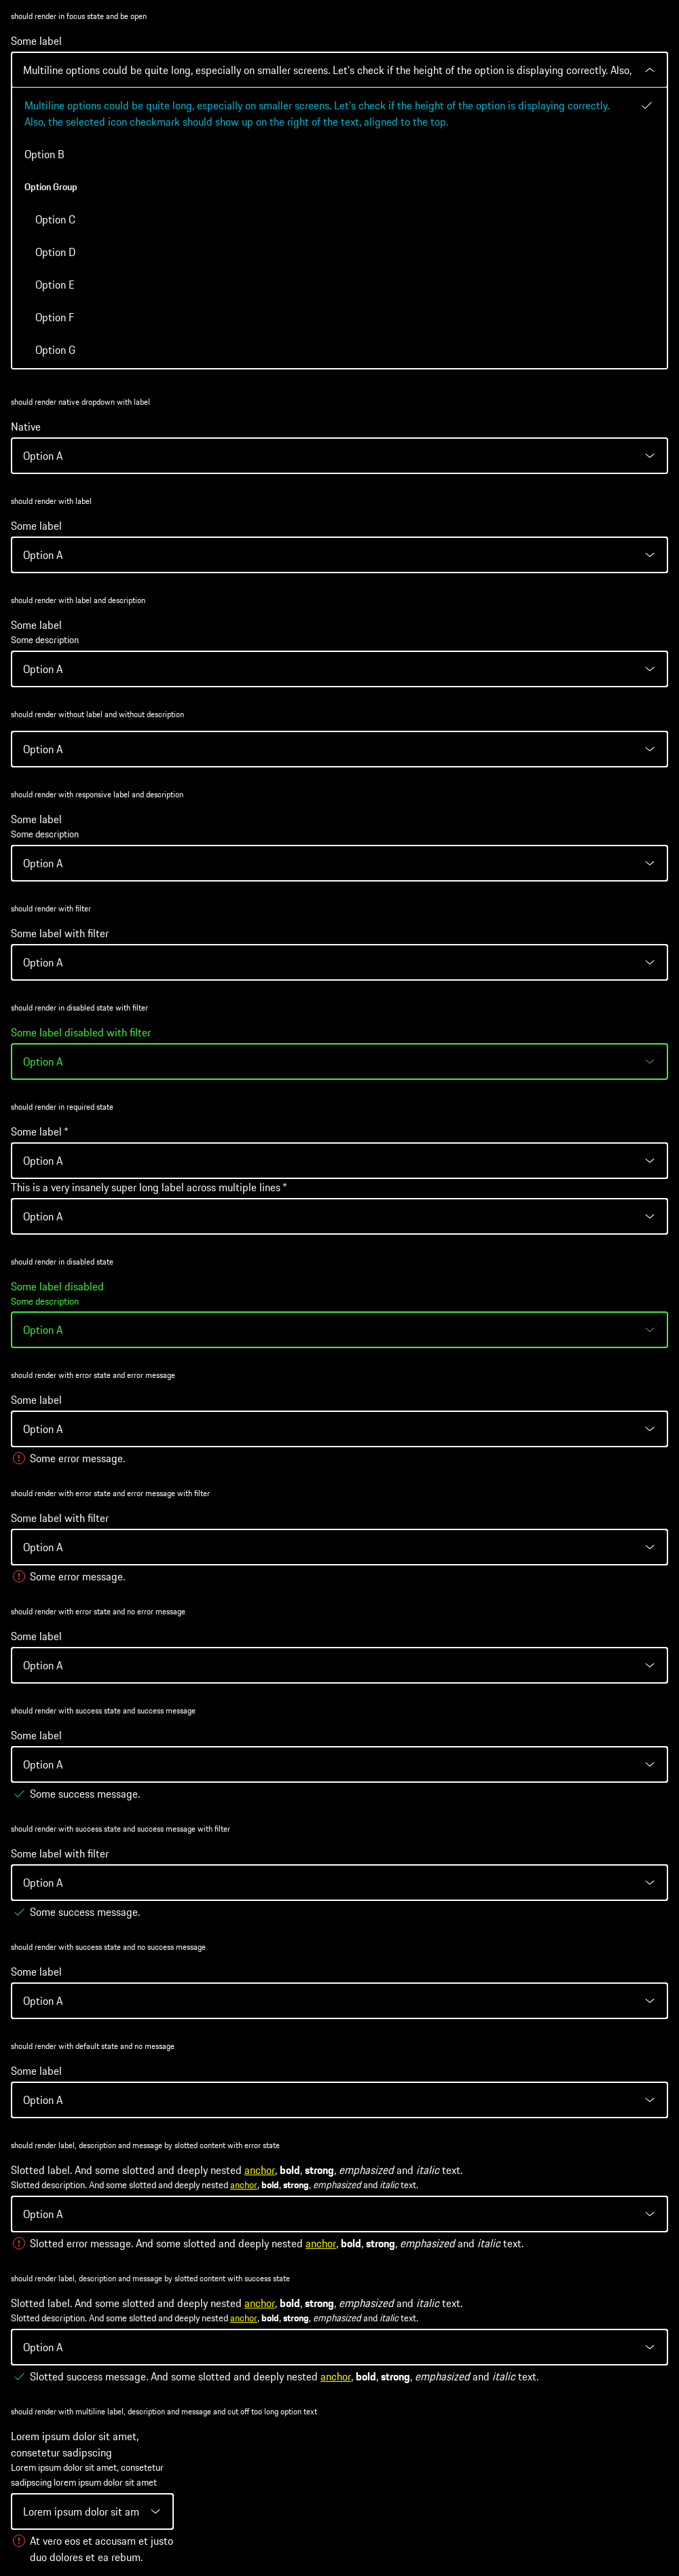 should render in focus state and be open
Some label
Multiline options could be quite long, especially on smaller screens. Let's check if the height of the option is displaying correctly. Also,
Multiline options could be quite long, especially on smaller screens. Let's check if the height of the option is displaying correctly.
Also, the selected icon checkmark should show up on the right of the text, aligned to the top.
Option B
Option Group
Option C
Option D
Option E
Option F
Option G
should render native dropdown with label
Native
Option A
should render with label
Some label
Option A
should render with label and description
Some label
Some description
Option A
should render without label and without description
Option A
should render with responsive label and description
Some label
Some description
Option A
should render with filter
Some label with filter
Option A
should render in disabled state with filter
Some label disabled with filter
Option A
should render in required state
Some label *
Option A
This is a very insanely super long label across multiple lines *
Option A
should render in disabled state
Some label disabled
Some description
Option A
should render with error state and error message
Some label
Option A
Some error message.
should render with error state and error message with filter
Some label with filter
Option A
Some error message.
should render with error state and no error message
Some label
Option A
should render with success state and success message
Some label
Option A
Some success message.
should render with success state and success message with filter
Some label with filter
Option A
Some success message.
should render with success state and no success message
Some label
Option A
should render with default state and no message
Some label
Option A
should render label, description and message by slotted content with error state
Slotted label. And some slotted and deeply nested anchor, bold, strong, emphasized and italic text.
Slotted description. And some slotted and deeply nested anchor, bold, strong, emphasized and italic text.
Option A
Slotted error message. And some slotted and deeply nested anchor, bold, strong, emphasized and italic text.
should render label, description and message by slotted content with success state
Slotted label. And some slotted and deeply nested anchor, bold, strong, emphasized and italic text.
Slotted description. And some slotted and deeply nested anchor, bold, strong, emphasized and italic text.
Option A
Slotted success message. And some slotted and deeply nested anchor, bold, strong, emphasized and italic text.
should render with multiline label, description and message and cut off too long option text
Lorem ipsum dolor sit amet,
consetetur sadipscing
Lorem ipsum dolor sit amet, consetetur
sadipscing lorem ipsum dolor sit amet
Lorem ipsum dolor sit am
At vero eos et accusam et justo
duo dolores et ea rebum.